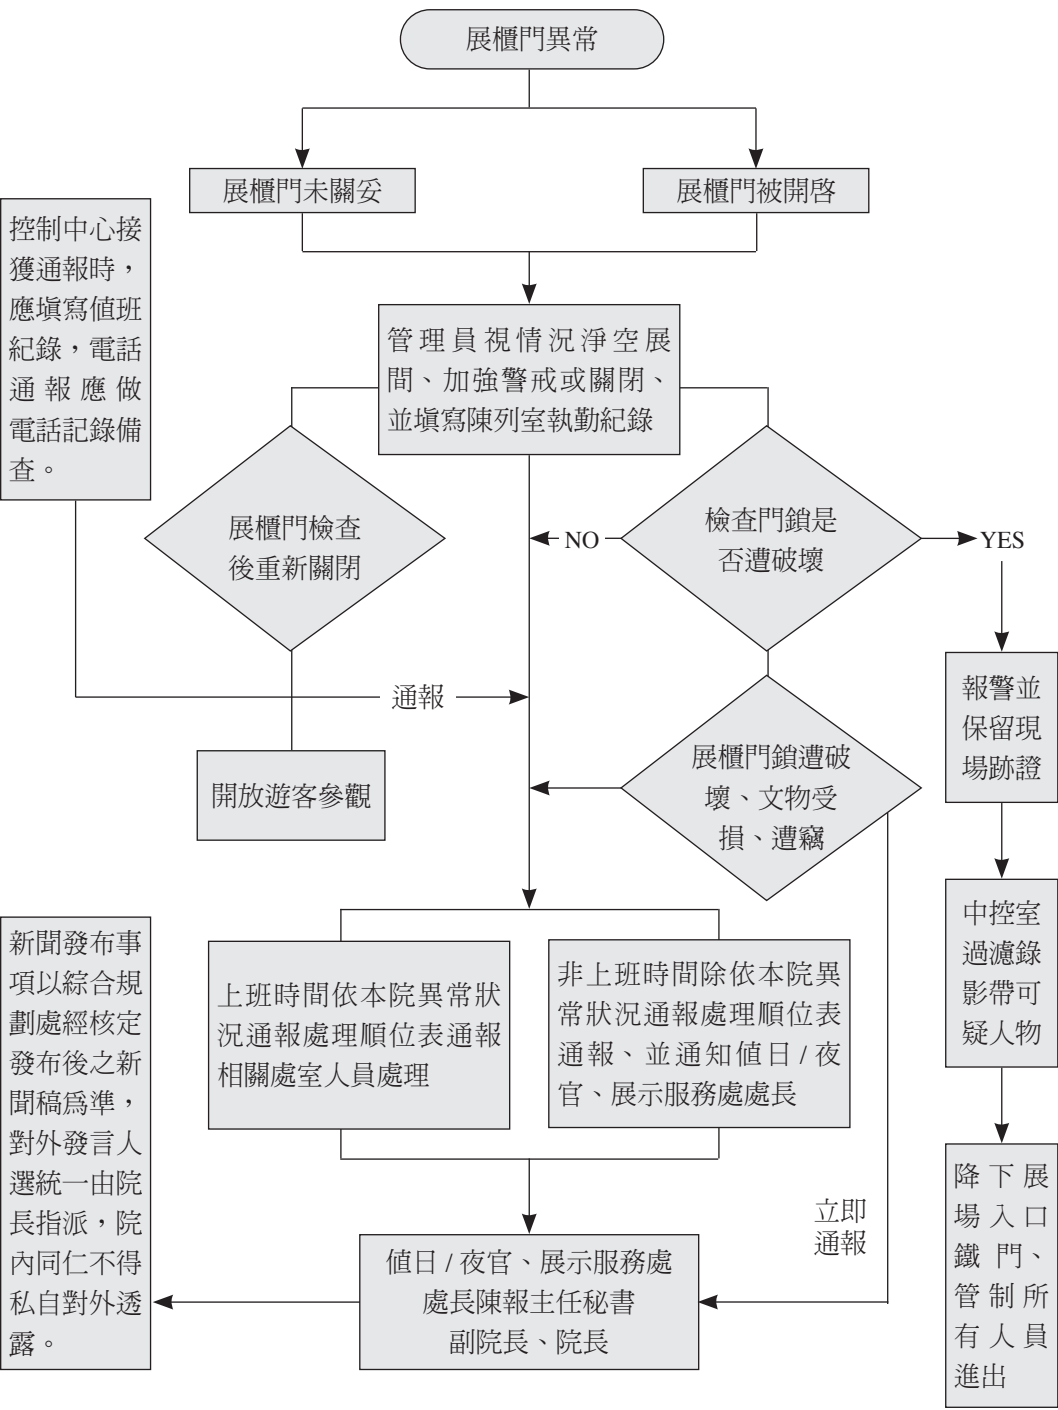 展櫃門異常
展櫃門未關妥
展櫃門被開啓
控制中心接
獲通報時，
應填寫值班
紀錄，電話
通報應做
電話記錄備
查。
管理員視情況淨空展
間、加強警戒或關閉、
並填寫陳列室執勤紀錄
展櫃門檢查
後重新關閉
NO
檢查門鎖是
否遭破壞
YES
通報
開放遊客參觀
展櫃門鎖遭破
壞、文物受
損、遭竊
報警並
保留現
場跡證
中控室
過濾錄
影帶可
疑人物
降下展
場入口
鐵門、
管制所
有人員
進出
上班時間依本院異常狀
況通報處理順位表通報
相關處室人員處理
非上班時間除依本院異
常狀況通報處理順位表
通報、並通知值日/夜
官、展示服務處處長
立即
通報
值日/夜官、展示服務處
處長陳報主任秘書
副院長、院長
新聞發布事
項以綜合規
劃處經核定
發布後之新
聞稿為準，
對外發言人
選統一由院
長指派，院
內同仁不得
私自對外透
露。